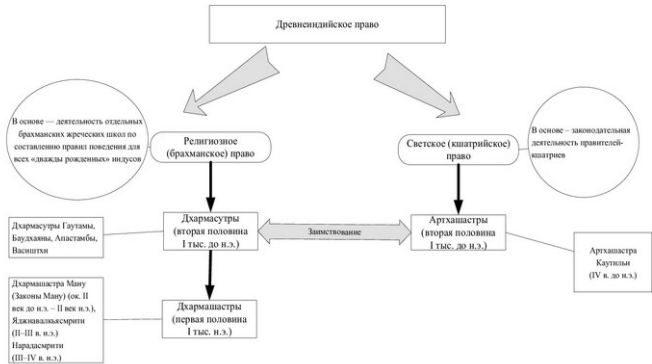 Древнеиндийское право
В основе — деятельность отдельных
брахманских жреческих школ по
составлению правил поведения для
всех «дважды рожденных» индусов
Религиозное
(брахманское) право
Светское (кшатрийское)
право
В основе – законодательная
деятельность правителей-
кшатриев
Дхармасутры Гаутамы,
Баудхаяны, Апастамбы,
Васиштхи
Дхармасутры
(вторая половина
I тыс. до н.э.)
Заимствование
Артхашастры
(вторая половина
I тыс. до н.э.)
Артхашастра
Каутильи
(IV в. до н.э.)
Дхармашастра Ману
(Законы Ману) (ок. II
век до н.э. – II век н.э.),
Яджнавалкьясмрити
(II–III в. н.э.)
Нарадасмрити
(III–IV в. н.э.)
Дхармашастры
(первая половина
I тыс. н.э.)